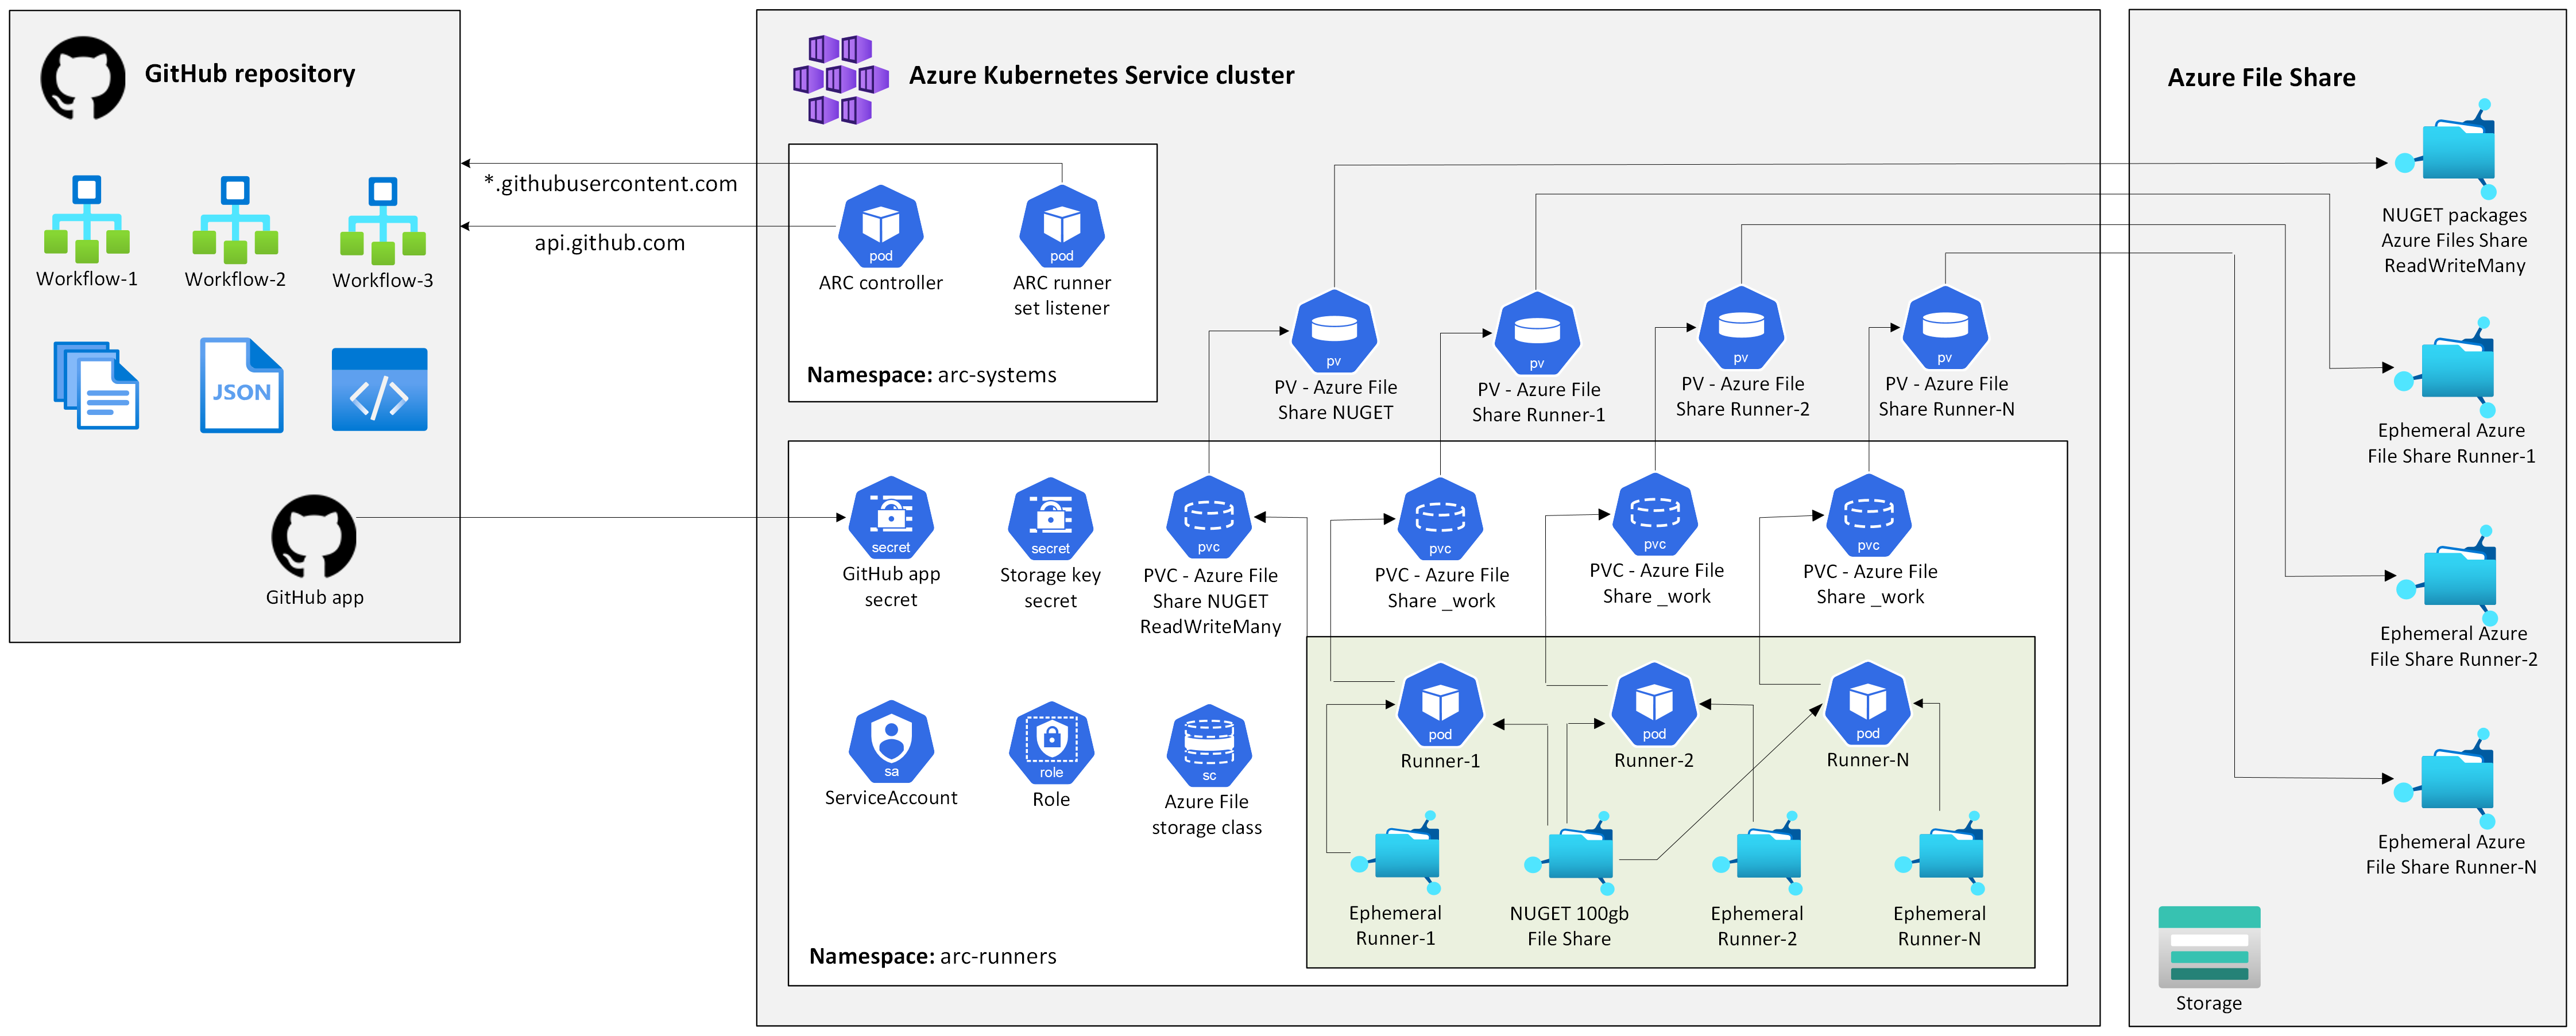 GitHub repository
Workflow-1
Workflow-2
Workflow-3
JSON
GitHub app
*.githubusercontent.com
api.github.com
Azure Kubernetes Service cluster
pod
ARC controller
pod
ARC runner
set listener
Namespace: arc-systems
pv
PV - Azure File
Share NUGET
pv
PV - Azure File
Share Runner-1
pv
PV - Azure File
Share Runner-2
pv
PV - Azure File
Share Runner-N
secret
GitHub app
secret
secret
Storage key
secret
pvc
PVC - Azure File
Share NUGET
ReadWriteMany
pvc
PVC - Azure File
Share _work
pvc
PVC - Azure File
Share _work
pvc
PVC - Azure File
Share _work
sa
ServiceAccount
role
Role
sc
Azure File
storage class
pod
Runner-1
pod
Runner-2
pod
Runner-N
Ephemeral
Runner-1
NUGET 100gb
File Share
Ephemeral
Runner-2
Ephemeral
Runner-N
Namespace: arc-runners
Azure File Share
NUGET packages
Azure Files Share
ReadWriteMany
Ephemeral Azure
File Share Runner-1
Ephemeral Azure
File Share Runner-2
Ephemeral Azure
File Share Runner-N
Storage